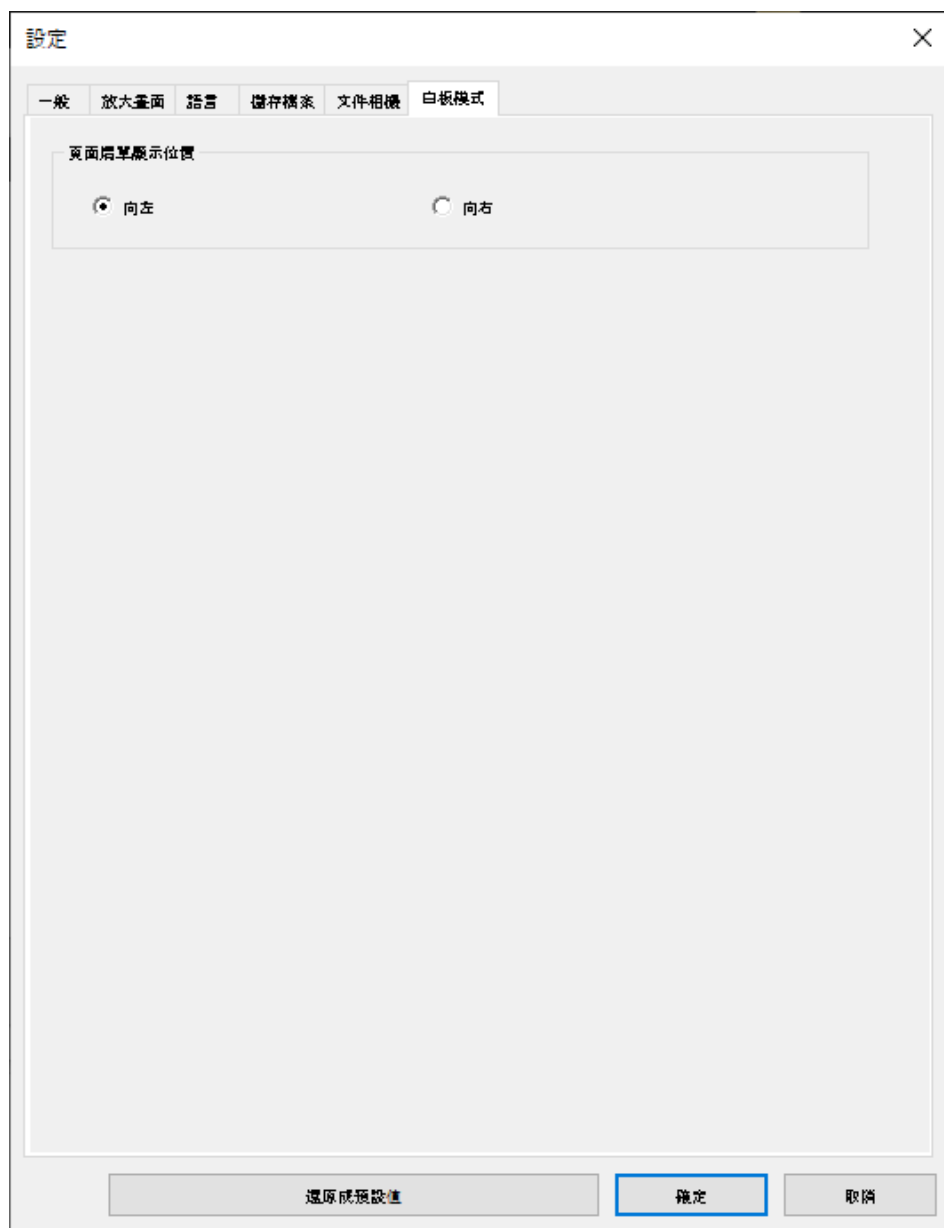 設定
一般 放大畫面 語言 儲存檔案 文件相機 白板模式
頁面清單顯示位置
向左 向右
還原成預設值 確定 取消